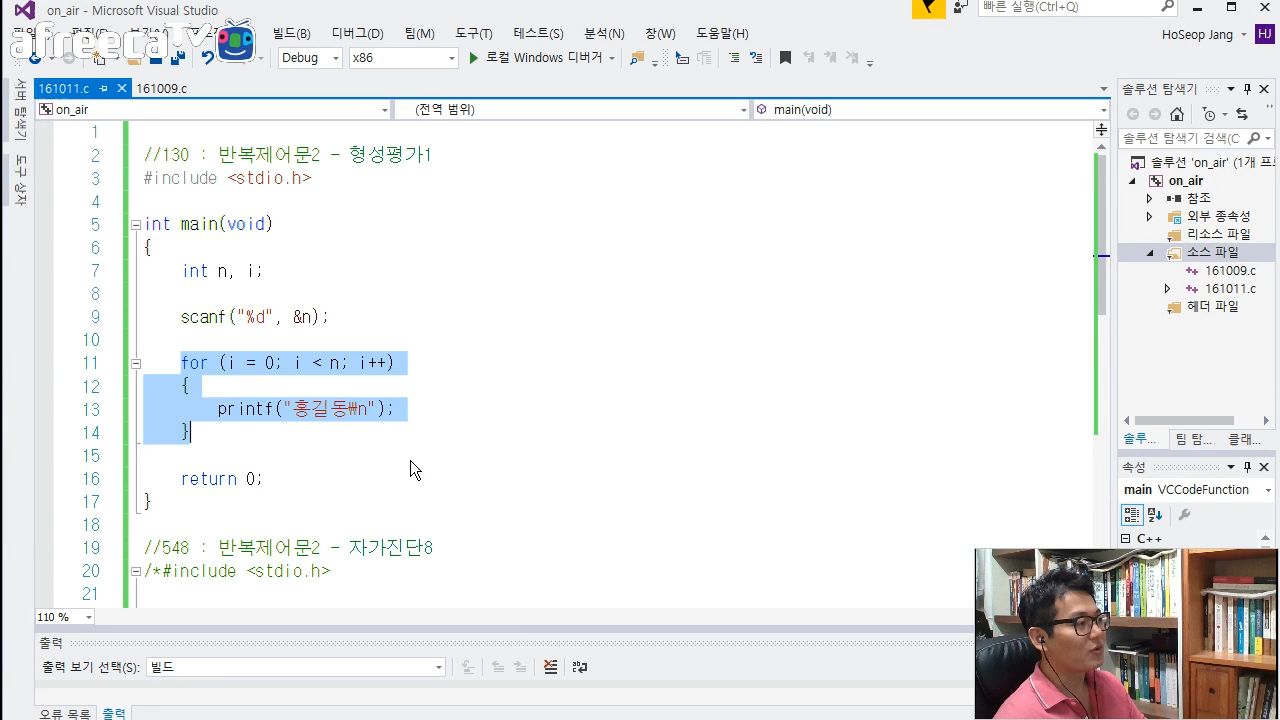 on_air - Microsoft Visual Studio
빠른 실행(Ctrl+Q)
afreecaTV
빌드(B) 디버그(D) 팀(M) 도구(T) 테스트(S) 분석(N) 창(W) 도움말(H)
HoSeop Jang
HJ
Debug x86 로컬 Windows 디버거
161011.c 161009.c
on_air (전역 범위) main(void)
서버 탐색기
도구 상자
1
2 //130 : 반복제어문2 - 형성평가1
3 #include <stdio.h>
4
5 int main(void)
6 {
7 int n, i;
8
9 scanf("%d", &n);
10
11 for (i = 0; i < n; i++)
12 {
13 printf("홍길동₩n");
14 }
15
16 return 0;
17 }
18
19 //548 : 반복제어문2 - 자가진단8
20 /*#include <stdio.h>
21
110 %
출력
출력 보기 선택(S): 빌드
오류 목록 출력
솔루션 탐색기
솔루션 탐색기 검색(C
솔루션 'on_air' (1개 프
on_air
참조
외부 종속성
리소스 파일
소스 파일
161009.c
161011.c
헤더 파일
솔루... 팀 탐... 클래...
속성
main VCCodeFunction
C++